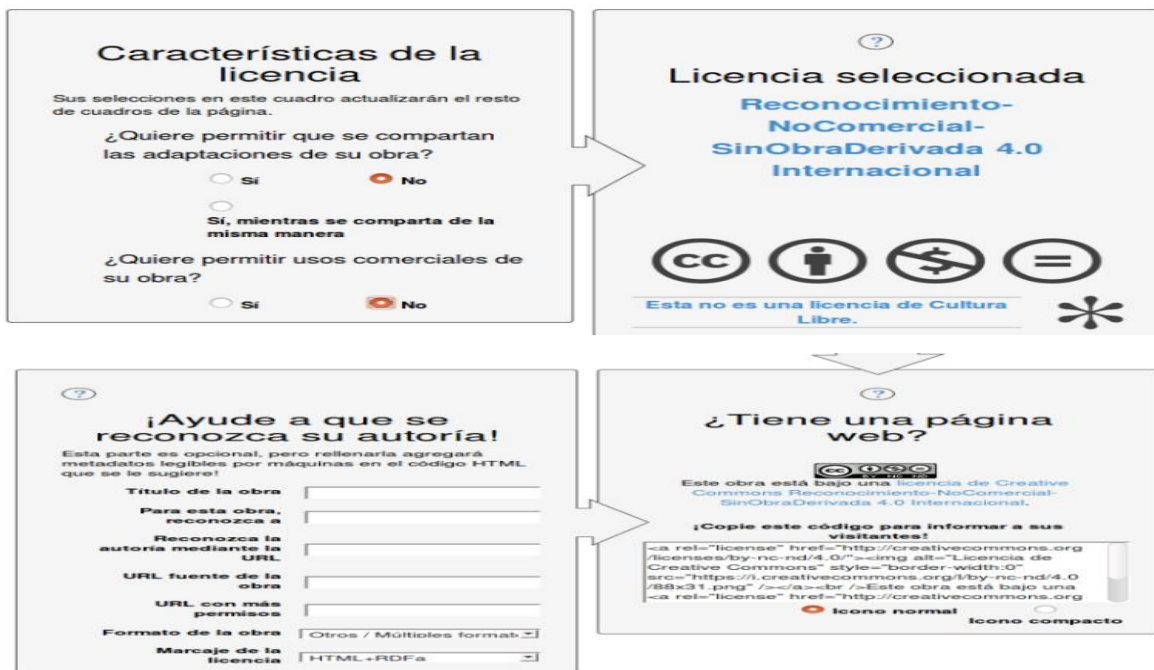 Características de la
licencia
Sus selecciones en este cuadro actualizarán el resto
de cuadros de la página.
¿Quiere permitir que se compartan
las adaptaciones de su obra?
Sí No
Sí, mientras se comparta de la
misma manera
¿Quiere permitir usos comerciales de
su obra?
Sí No
?
Licencia seleccionada
Reconocimiento-
NoComercial-
SinObraDerivada 4.0
Internacional
cc $ =
Esta no es una licencia de Cultura
Libre.
?
¡Ayude a que se
reconozca su autoría!
Esta parte es opcional, pero rellenarla agregará
metadatos legibles por máquinas en el código HTML
que se le sugiere!
Título de la obra
Para esta obra,
reconozca a
Reconozca la
autoría mediante la
URL
URL fuente de la
obra
URL con más
permisos
Formato de la obra Otros / Múltiples format
Marcaje de la
licencia HTML+RDFa
?
¿Tiene una página
web?
cc $ =
BY NC ND
Este obra está bajo una licencia de Creative
Commons Reconocimiento-NoComercial-
SinObraDerivada 4.0 Internacional.
¡Copie este código para informar a sus
visitantes!
<a rel="license" href="http://creativecommons.org
/licenses/by-nc-nd/4.0/"><img alt="Licencia de
Creative Commons" style="border-width:0"
src="https://i.creativecommons.org/l/by-nc-nd/4.0
/88x31.png" /></a><br />Este obra está bajo una
<a rel="license" href="http://creativecommons.org
Icono normal
Icono compacto